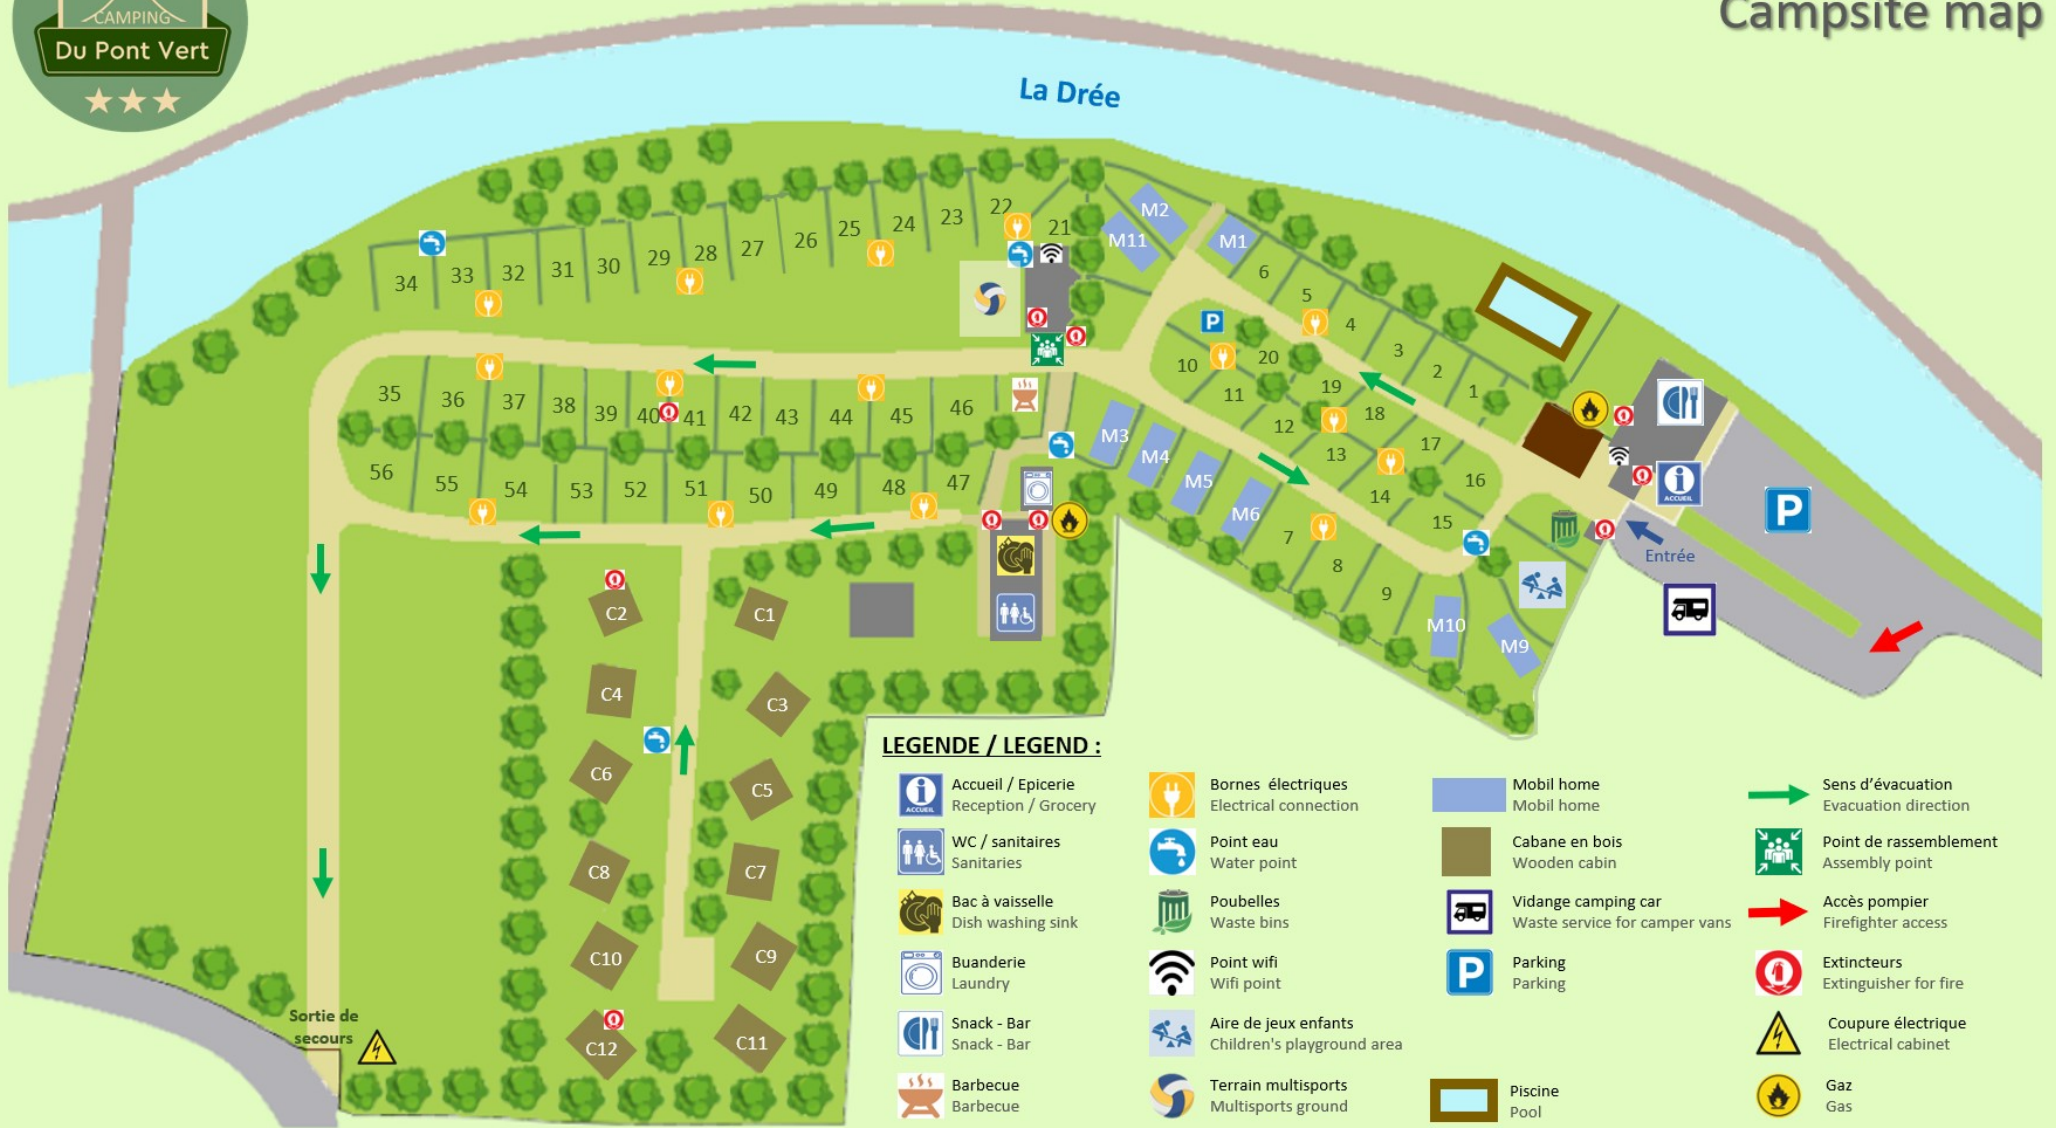 Campsite map
CAMPING
Du Pont Vert
La Drée
M2
M11
M1
22
21
23
24
25
26
27
28
29
30
31
32
33
34
6
5
4
3
2
1
P
10
20
11
19
12
18
13
17
14
16
15
35
36
37
38
39
40
41
42
43
44
45
46
M3
M4
M5
M6
7
8
9
M10
M9
ACCUEIL
P
Entrée
56
55
54
53
52
51
50
49
48
47
C2
C1
C4
C3
C6
C5
C8
C7
C10
C9
C12
C11
Sortie de
secours
LEGENDE / LEGEND :
ACCUEIL
Accueil / Epicerie
Reception / Grocery
WC / sanitaires
Sanitaries
Bac à vaisselle
Dish washing sink
Buanderie
Laundry
Snack - Bar
Snack - Bar
Barbecue
Barbecue
Bornes électriques
Electrical connection
Point eau
Water point
Poubelles
Waste bins
Point wifi
Wifi point
Aire de jeux enfants
Children's playground area
Terrain multisports
Multisports ground
Mobil home
Mobil home
Cabane en bois
Wooden cabin
Vidange camping car
Waste service for camper vans
P
Parking
Parking
Piscine
Pool
Sens d'évacuation
Evacuation direction
Point de rassemblement
Assembly point
Accès pompier
Firefighter access
Extincteurs
Extinguisher for fire
Coupure électrique
Electrical cabinet
Gaz
Gas